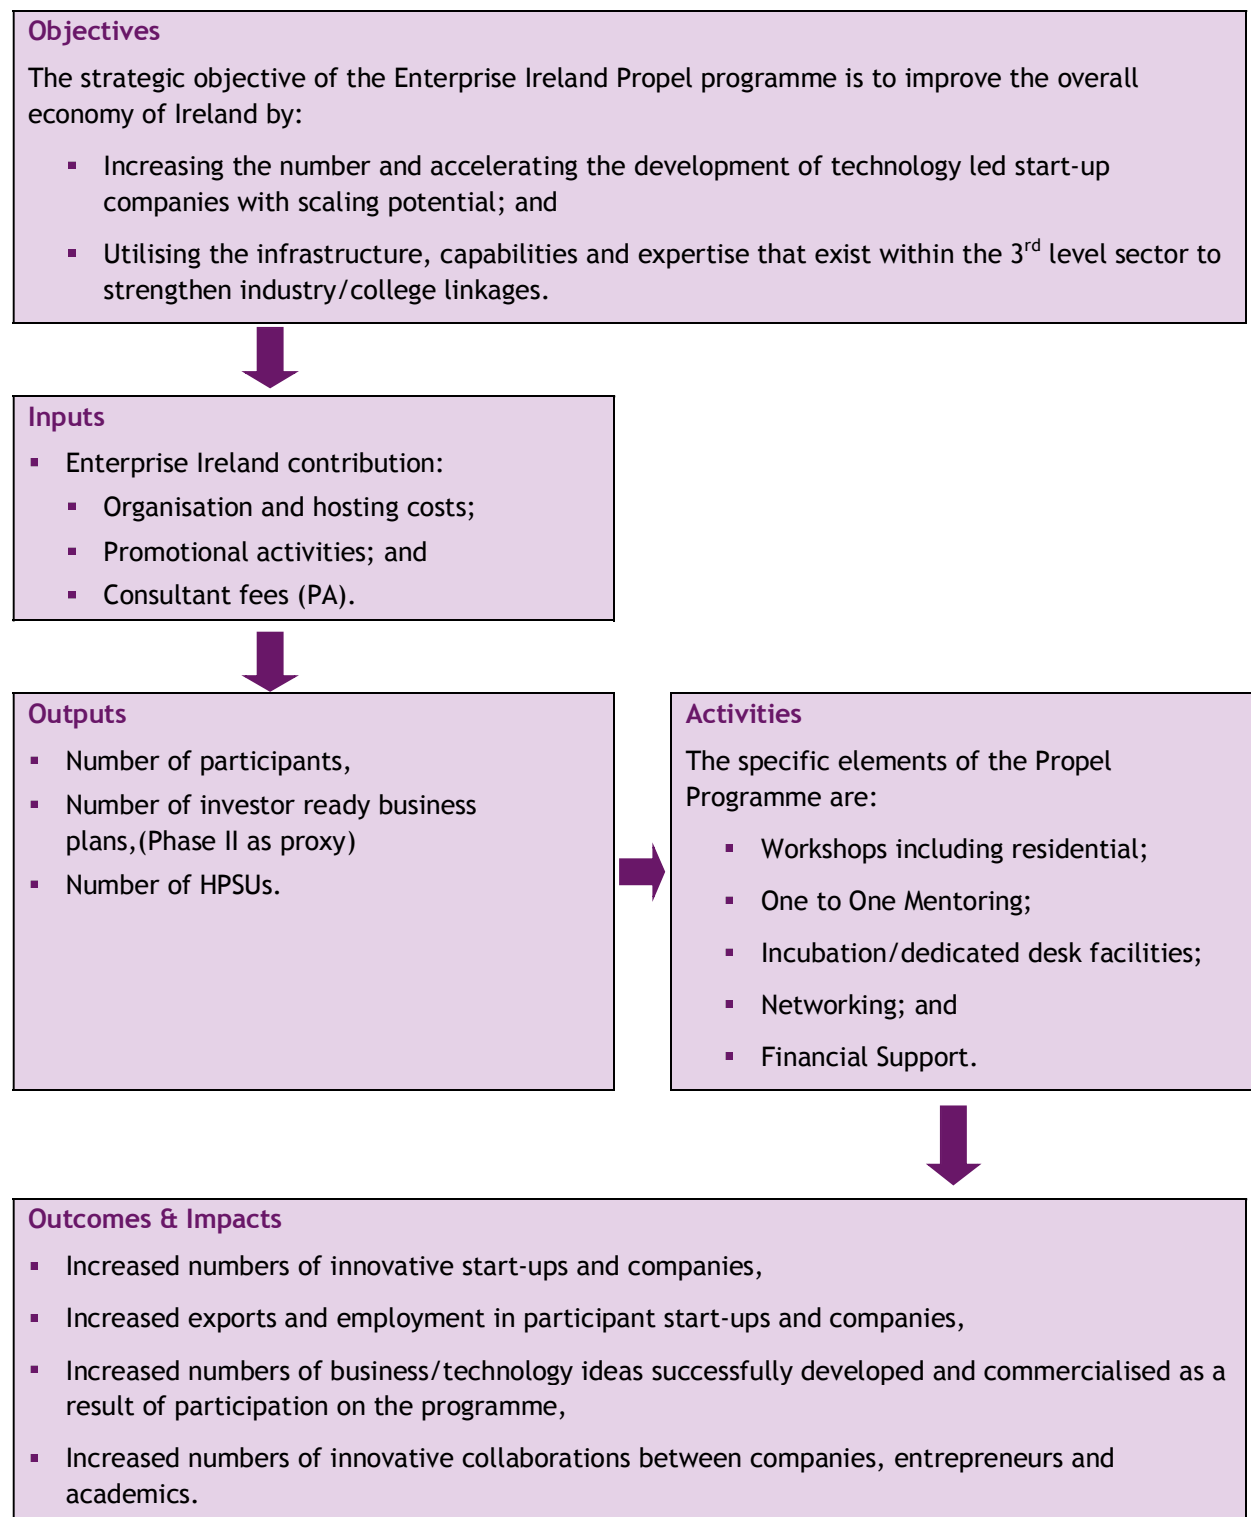 Objectives
The strategic objective of the Enterprise Ireland Propel programme is to improve the overall
economy of Ireland by:
▪ Increasing the number and accelerating the development of technology led start-up
companies with scaling potential; and
▪ Utilising the infrastructure, capabilities and expertise that exist within the 3rd level sector to
strengthen industry/college linkages.
Inputs
▪ Enterprise Ireland contribution:
▪ Organisation and hosting costs;
▪ Promotional activities; and
▪ Consultant fees (PA).
Outputs
▪ Number of participants,
▪ Number of investor ready business
plans,(Phase II as proxy)
▪ Number of HPSUs.
Activities
The specific elements of the Propel
Programme are:
▪ Workshops including residential;
▪ One to One Mentoring;
▪ Incubation/dedicated desk facilities;
▪ Networking; and
▪ Financial Support.
Outcomes & Impacts
▪ Increased numbers of innovative start-ups and companies,
▪ Increased exports and employment in participant start-ups and companies,
▪ Increased numbers of business/technology ideas successfully developed and commercialised as a
result of participation on the programme,
▪ Increased numbers of innovative collaborations between companies, entrepreneurs and
academics.